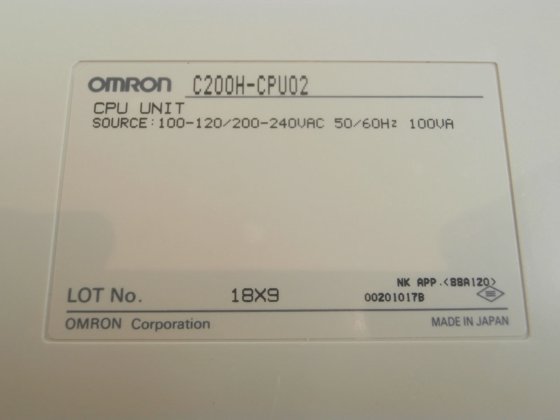 OMRON C200H-CPU02
CPU UNIT
SOURCE:100-120/200-240VAC 50/60Hz 100VA
NK APP.<88A120>
LOT No. 18X9 00201017B
OMRON Corporation MADE IN JAPAN